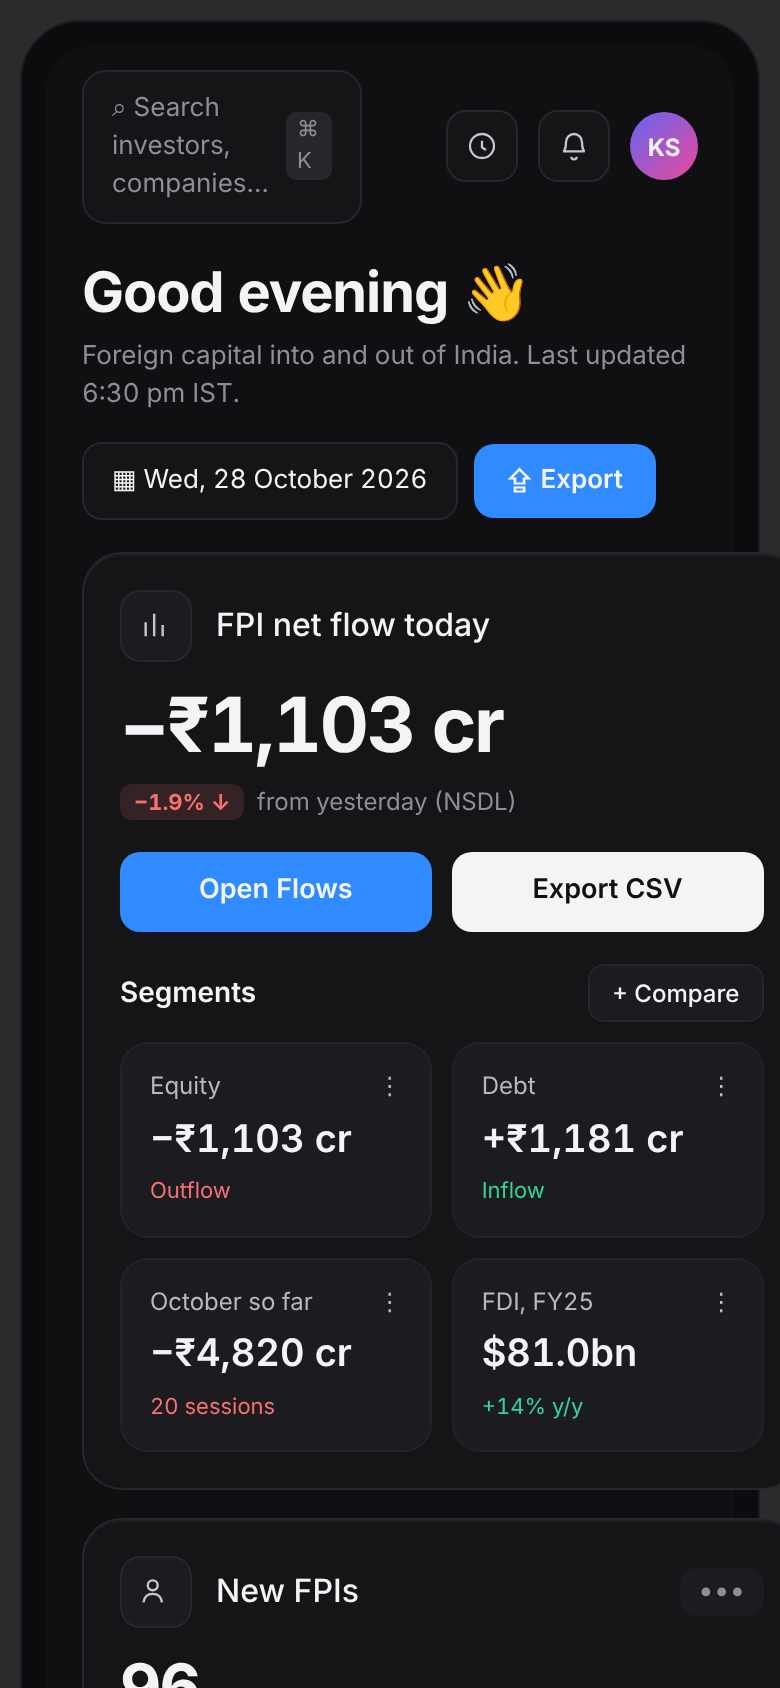 ⌕ Search
investors,
companies...
⌘
K
KS
Good evening 👋
Foreign capital into and out of India. Last updated
6:30 pm IST.
▦ Wed, 28 October 2026
⇪ Export
FPI net flow today
−₹1,103 cr
−1.9% ↓ from yesterday (NSDL)
Open Flows
Export CSV
Segments
+ Compare
Equity ⋮
−₹1,103 cr
Outflow
Debt ⋮
+₹1,181 cr
Inflow
October so far ⋮
−₹4,820 cr
20 sessions
FDI, FY25 ⋮
$81.0bn
+14% y/y
New FPIs
•••
96